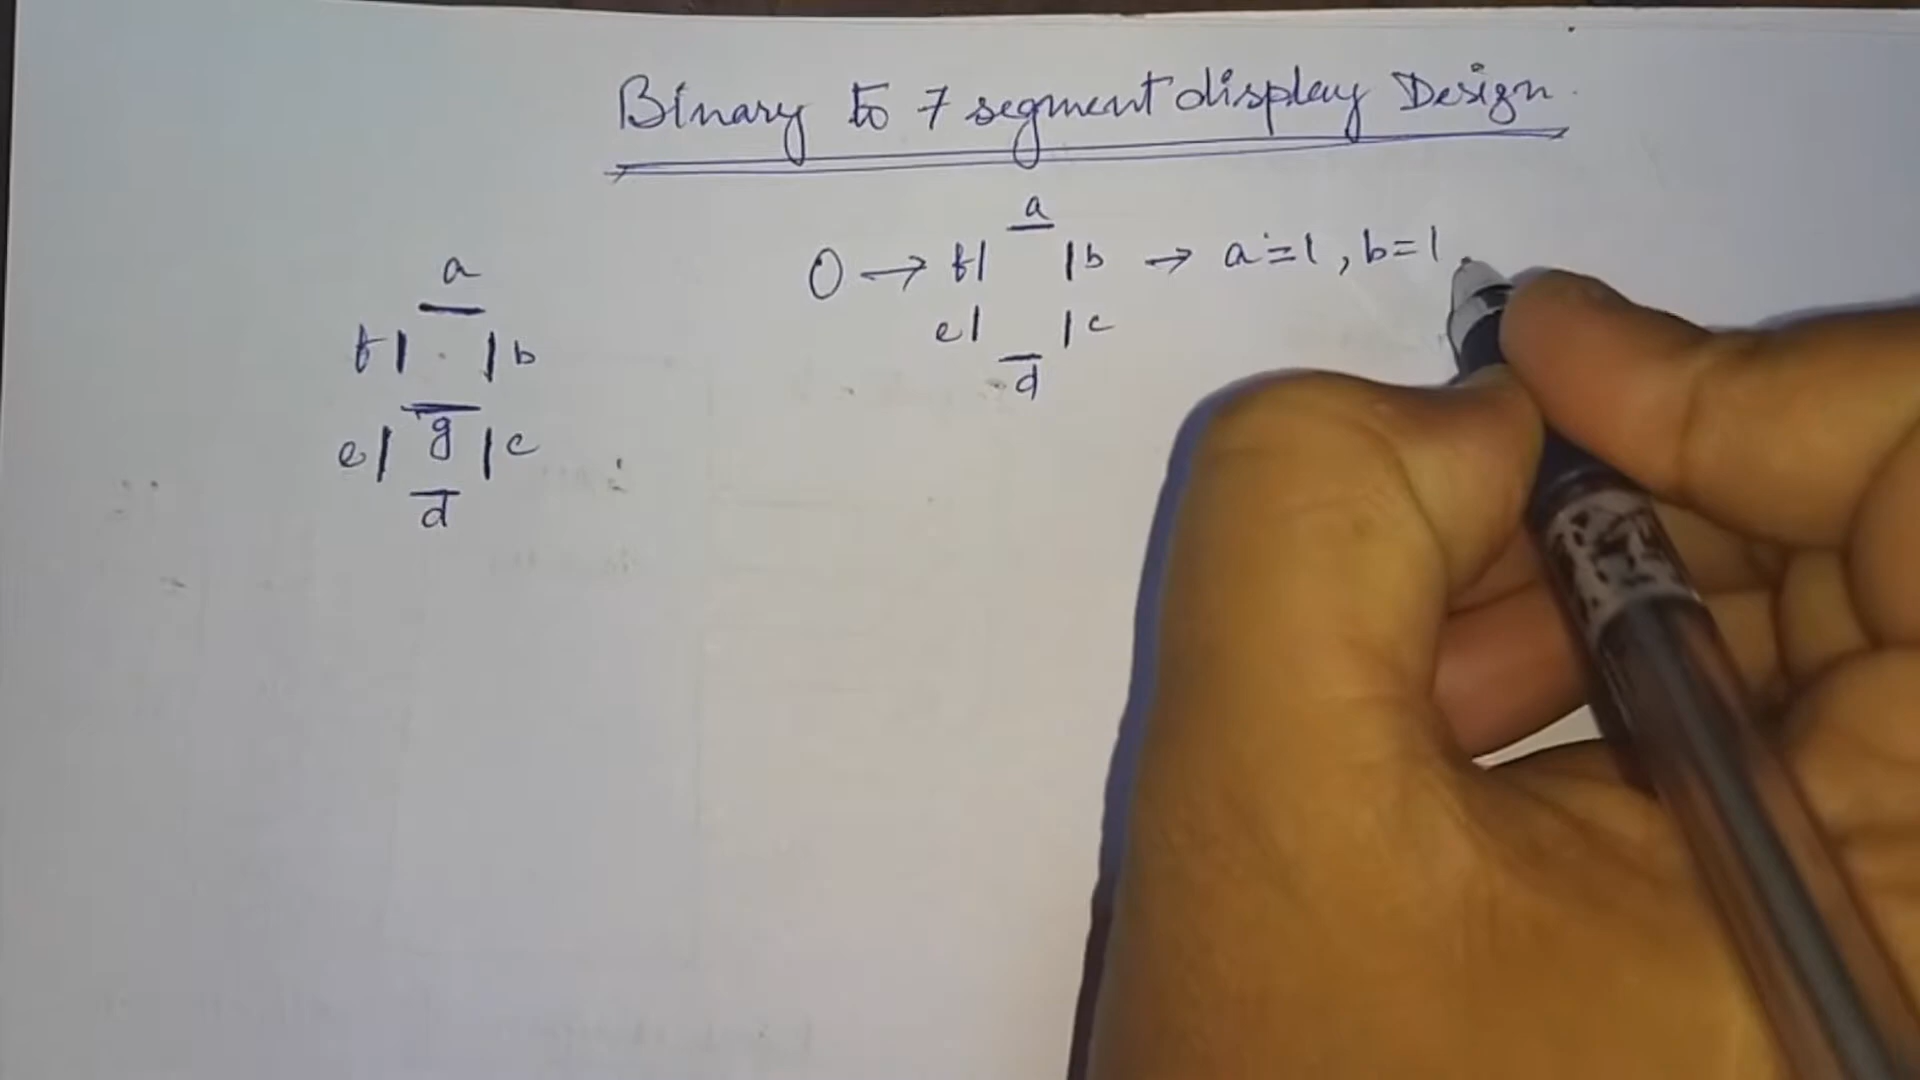 Binary to 7 segment display Design
a
f b
g
e c
d
a
0 → f b → a=1, b=1
e c
d